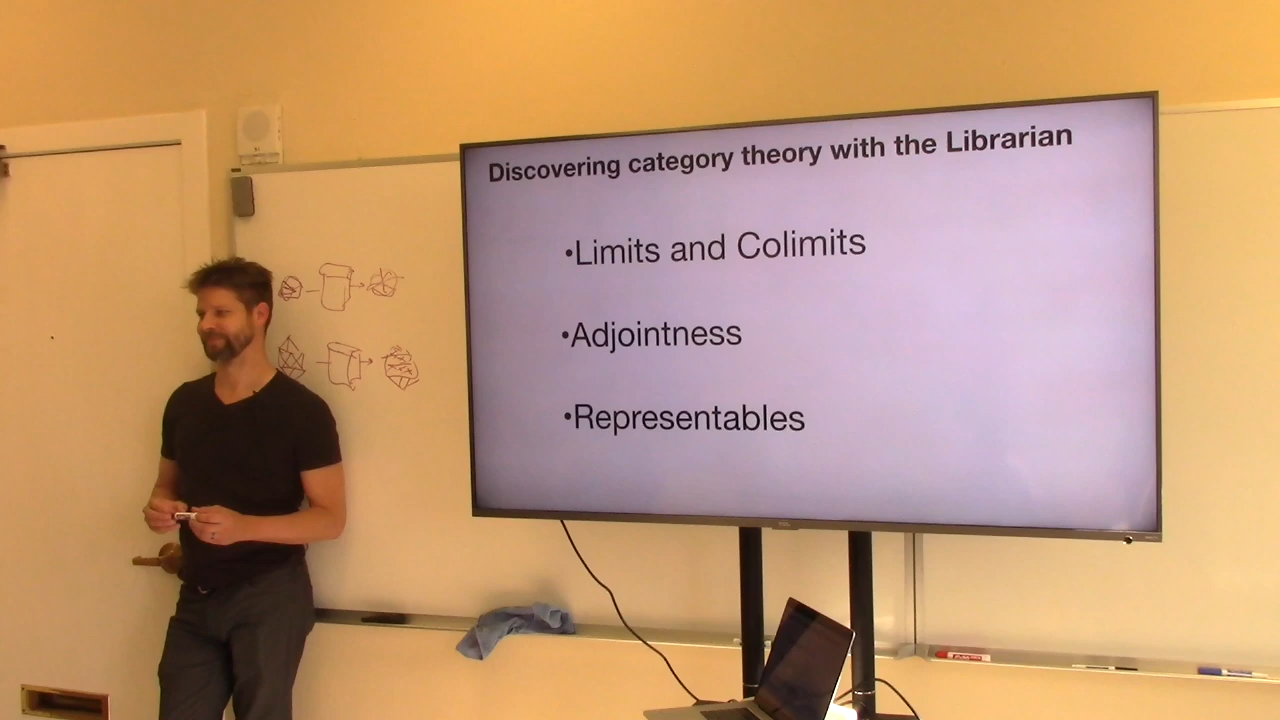 Discovering category theory with the Librarian
•Limits and Colimits
•Adjointness
•Representables